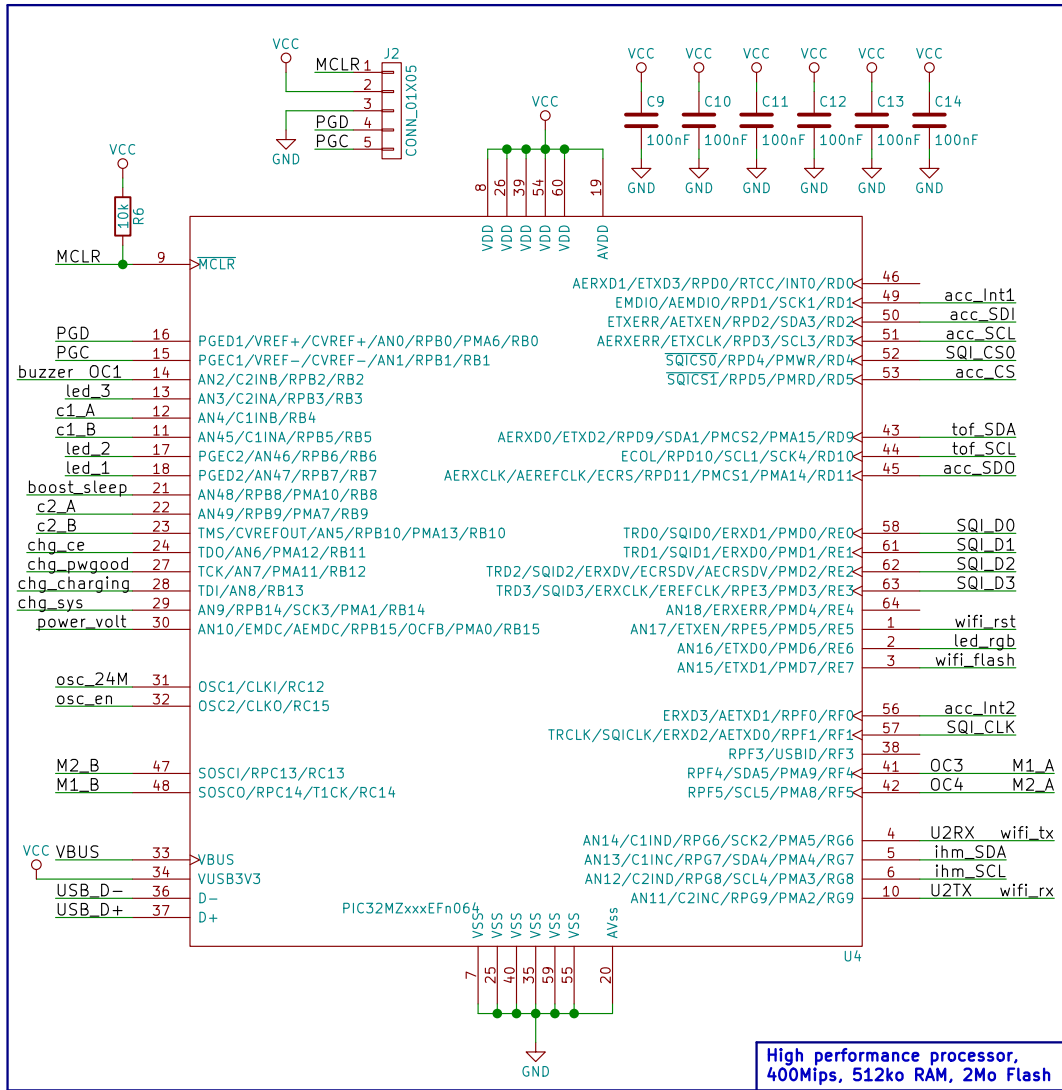 VCC
J2
MCLR 1
2
3
PGD 4
PGC 5
CONN_01X05
GND
VCC VCC VCC VCC VCC VCC
C9 C10 C11 C12 C13 C14
100nF 100nF 100nF 100nF 100nF 100nF
GND GND GND GND GND GND
VCC
8 26 39 54 60 19
VDD VDD VDD VDD VDD AVDD
VCC
10k
R6
MCLR 9 MCLR
PGD 16 PGED1/VREF+/CVREF+/AN0/RPB0/PMA6/RB0
PGC 15 PGEC1/VREF-/CVREF-/AN1/RPB1/RB1
buzzer OC1 14 AN2/C2INB/RPB2/RB2
led_3 13 AN3/C2INA/RPB3/RB3
c1_A 12 AN4/C1INB/RB4
c1_B 11 AN45/C1INA/RPB5/RB5
led_2 17 PGEC2/AN46/RPB6/RB6
led_1 18 PGED2/AN47/RPB7/RB7
boost_sleep 21 AN48/RPB8/PMA10/RB8
c2_A 22 AN49/RPB9/PMA7/RB9
c2_B 23 TMS/CVREFOUT/AN5/RPB10/PMA13/RB10
chg_ce 24 TDO/AN6/PMA12/RB11
chg_pwgood 27 TCK/AN7/PMA11/RB12
chg_charging 28 TDI/AN8/RB13
chg_sys 29 AN9/RPB14/SCK3/PMA1/RB14
power_volt 30 AN10/EMDC/AEMDC/RPB15/OCFB/PMA0/RB15
osc_24M 31 OSC1/CLKI/RC12
osc_en 32 OSC2/CLKO/RC15
M2_B 47 SOSCI/RPC13/RC13
M1_B 48 SOSCO/RPC14/T1CK/RC14
VBUS 33 VBUS
VCC 34 VUSB3V3
USB_D- 36 D-
USB_D+ 37 D+
AERXD1/ETXD3/RPD0/RTCC/INT0/RD0 46
EMDIO/AEMDIO/RPD1/SCK1/RD1 49 acc_Int1
ETXERR/AETXEN/RPD2/SDA3/RD2 50 acc_SDI
AERXERR/ETXCLK/RPD3/SCL3/RD3 51 acc_SCL
SQICS0/RPD4/PMWR/RD4 52 SQI_CS0
SQICS1/RPD5/PMRD/RD5 53 acc_CS
AERXD0/ETXD2/RPD9/SDA1/PMCS2/PMA15/RD9 43 tof_SDA
ECOL/RPD10/SCL1/SCK4/RD10 44 tof_SCL
AERXCLK/AEREFCLK/ECRS/RPD11/PMCS1/PMA14/RD11 45 acc_SDO
TRD0/SQID0/ERXD1/PMD0/RE0 58 SQI_D0
TRD1/SQID1/ERXD0/PMD1/RE1 61 SQI_D1
TRD2/SQID2/ERXDV/ECRSDV/AECRSDV/PMD2/RE2 62 SQI_D2
TRD3/SQID3/ERXCLK/EREFCLK/RPE3/PMD3/RE3 63 SQI_D3
AN18/ERXERR/PMD4/RE4 64
AN17/ETXEN/RPE5/PMD5/RE5 1 wifi_rst
AN16/ETXD0/PMD6/RE6 2 led_rgb
AN15/ETXD1/PMD7/RE7 3 wifi_flash
ERXD3/AETXD1/RPF0/RF0 56 acc_Int2
TRCLK/SQICLK/ERXD2/AETXD0/RPF1/RF1 57 SQI_CLK
RPF3/USBID/RF3 38
RPF4/SDA5/PMA9/RF4 41 OC3 M1_A
RPF5/SCL5/PMA8/RF5 42 OC4 M2_A
AN14/C1IND/RPG6/SCK2/PMA5/RG6 4 U2RX wifi_tx
AN13/C1INC/RPG7/SDA4/PMA4/RG7 5 ihm_SDA
AN12/C2IND/RPG8/SCL4/PMA3/RG8 6 ihm_SCL
AN11/C2INC/RPG9/PMA2/RG9 10 U2TX wifi_rx
PIC32MZxxxEFn064
VSS VSS VSS VSS VSS VSS AVss
U4
7 25 40 35 59 55 20
GND
High performance processor,
400Mips, 512ko RAM, 2Mo Flash